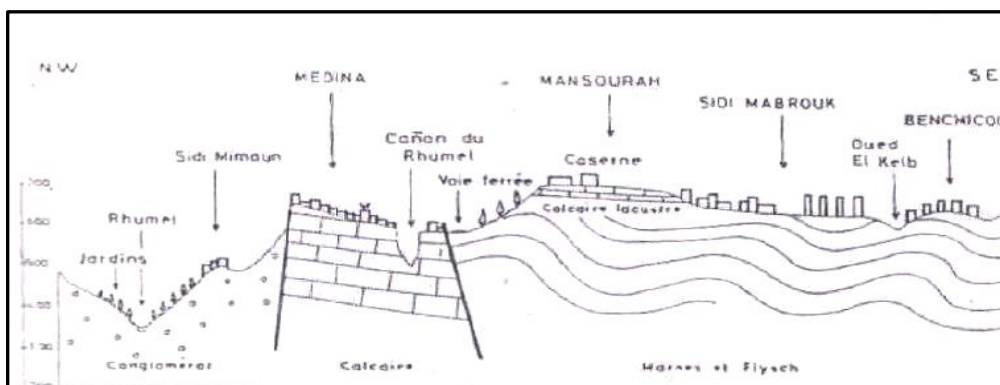 NW
SE
MEDINA
MANSOURAH
SIDI MABROUK
BENCHICOU
Cañon du
Rhumel
Sidi Mimoun
Caserne
Oued
El Kelb
Voie ferrée
Calcaire lacustre
Rhumel
Jardins
Conglomérat
Calcaire
Marnes et Flysch